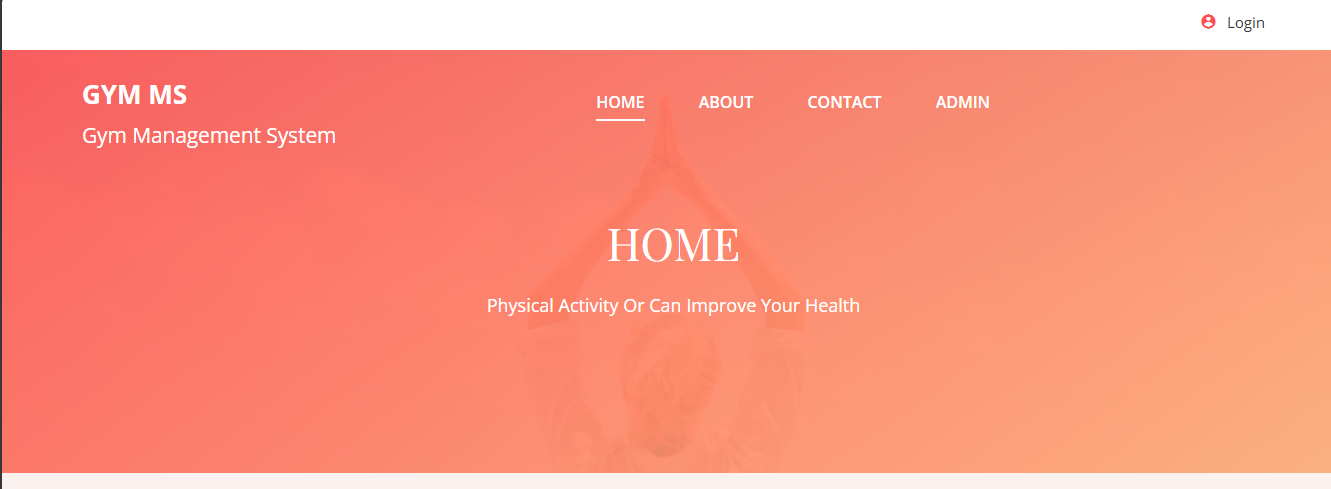 Login
GYM MS
HOME ABOUT CONTACT ADMIN
Gym Management System
HOME
Physical Activity Or Can Improve Your Health